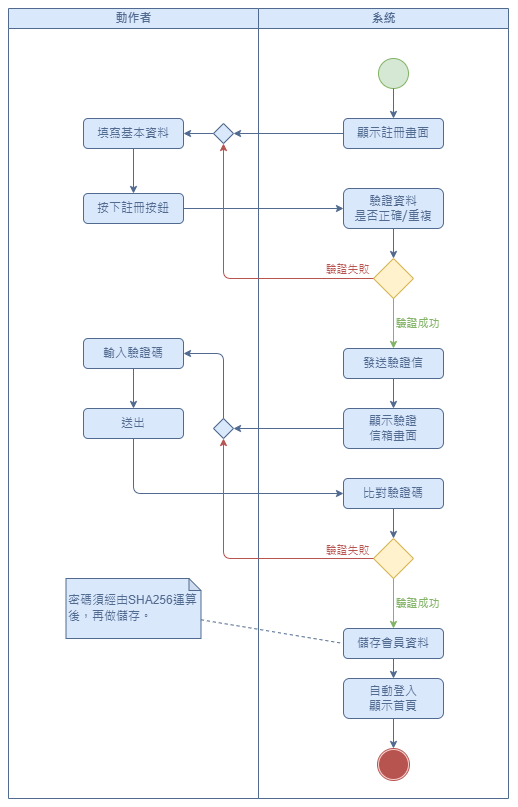 動作者
系統
顯示註冊畫面
填寫基本資料
按下註冊按鈕
驗證資料
是否正確/重複
驗證失敗
驗證成功
發送驗證信
輸入驗證碼
顯示驗證
信箱畫面
送出
比對驗證碼
驗證失敗
驗證成功
密碼須經由SHA256運算
後，再做儲存。
儲存會員資料
自動登入
顯示首頁